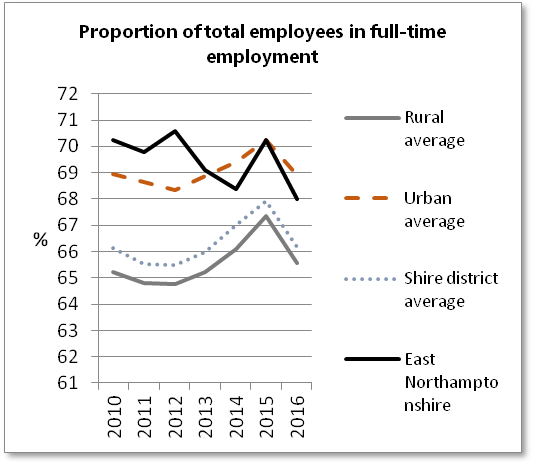 Proportion of total employees in full-time
employment
72
71
70
69
68
67
66
65
64
63
62
61
%
2010
2011
2012
2013
2014
2015
2016
Rural
average
Urban
average
Shire district
average
East
Northampto
nshire